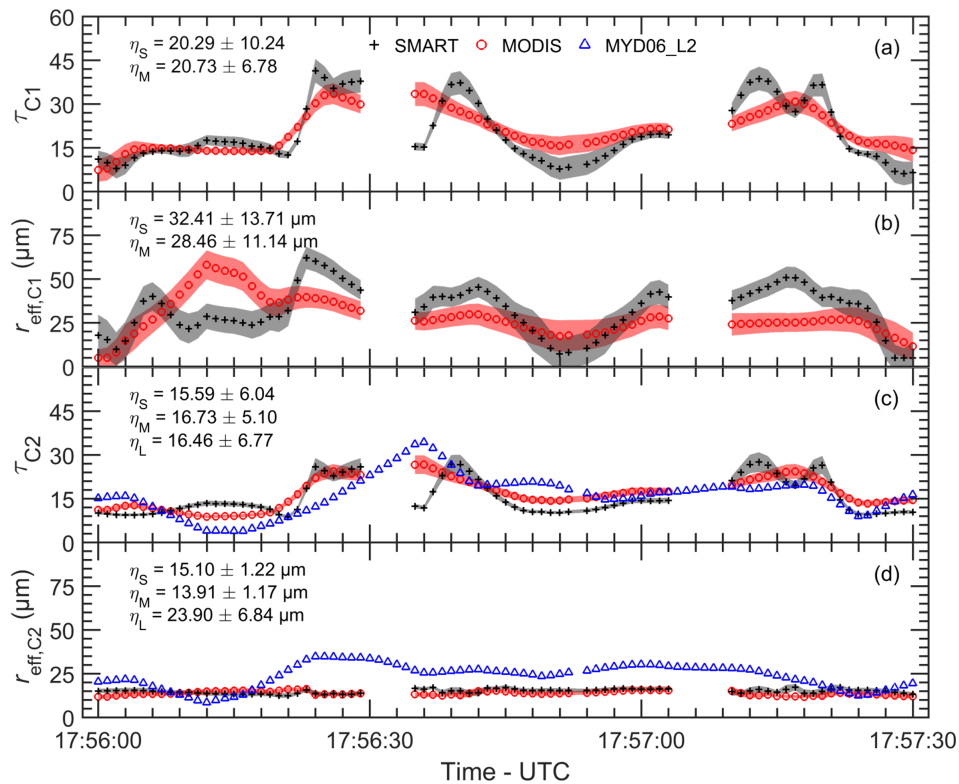 60
45
30
15
0
τC1
ηS = 20.29 ± 10.24
ηM = 20.73 ± 6.78
SMART MODIS MYD06_L2
(a)
75
50
25
0
reff,C1 (μm)
ηS = 32.41 ± 13.71 μm
ηM = 28.46 ± 11.14 μm
(b)
45
30
15
0
τC2
ηS = 15.59 ± 6.04
ηM = 16.73 ± 5.10
ηL = 16.46 ± 6.77
(c)
75
50
25
0
reff,C2 (μm)
ηS = 15.10 ± 1.22 μm
ηM = 13.91 ± 1.17 μm
ηL = 23.90 ± 6.84 μm
(d)
17:56:00 17:56:30 17:57:00 17:57:30
Time - UTC